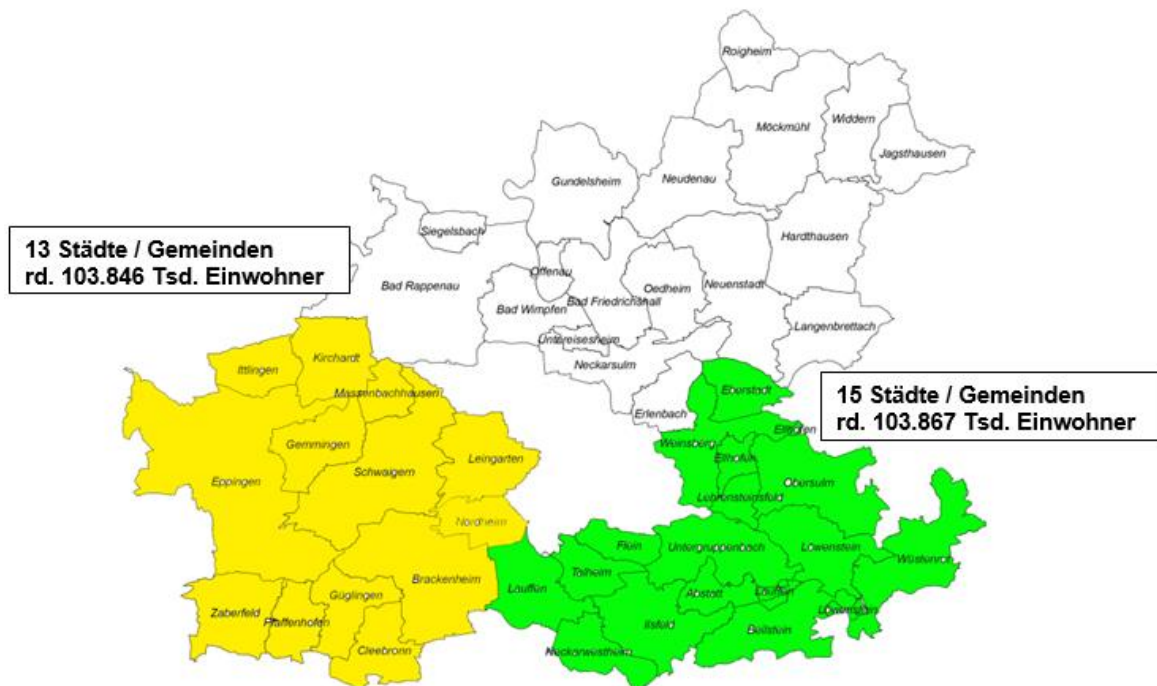 Roigheim
Möckmühl
Widdern
Jagsthausen
Gundelsheim
Neudenau
Siegelsbach
Hardthausen
13 Städte / Gemeinden
rd. 103.846 Tsd. Einwohner
Offenau
Bad Rappenau
Bad Wimpfen
Bad Friedrichshall
Oedheim
Neuenstadt
Langenbrettach
Untereisesheim
Neckarsulm
Kirchardt
Ittlingen
Massenbachhausen
Erlenbach
Eberstadt
15 Städte / Gemeinden
rd. 103.867 Tsd. Einwohner
Weinsberg
Ellhofen
Gemmingen
Leingarten
Schwaigern
Eppingen
Obersulm
Lehrensteinsfeld
Nordheim
Flein
Untergruppenbach
Löwenstein
Wüstenrot
Talheim
Lauffen
Brackenheim
Abstatt
Lauffen
Güglingen
Zaberfeld
Pfaffenhofen
Ilsfeld
Beilstein
Löwenstein
Cleebronn
Neckarwestheim